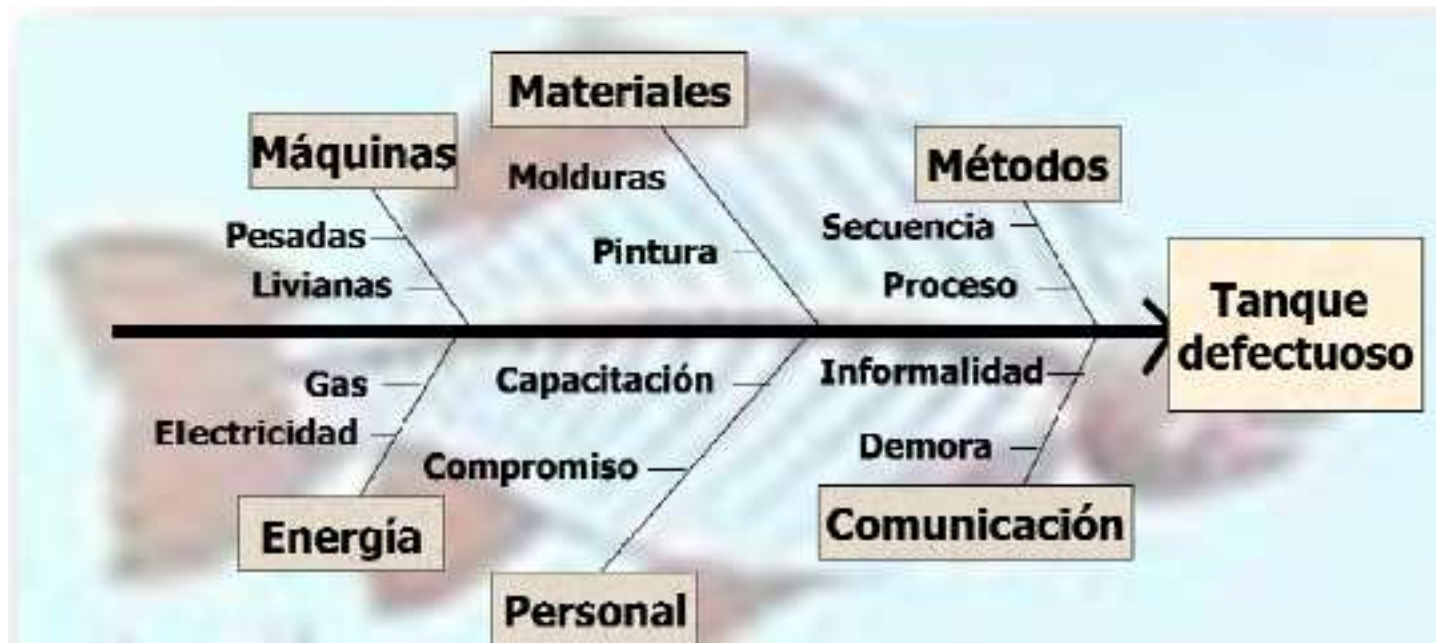 Materiales
Máquinas
Métodos
Molduras
Pesadas
Secuencia
Pintura
Livianas
Proceso
Tanque
defectuoso
Gas
Capacitación
Informalidad
Electricidad
Compromiso
Demora
Energía
Comunicación
Personal